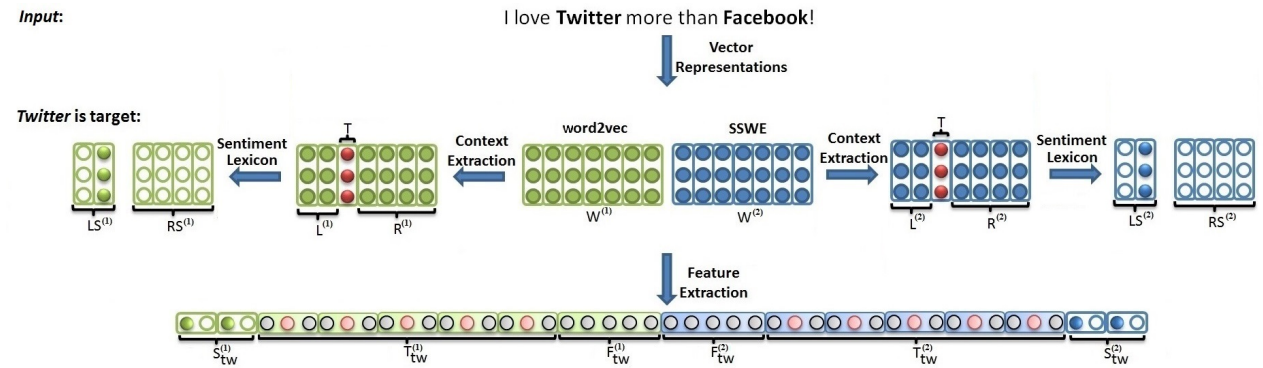 Input: I love Twitter more than Facebook!
Vector
Representations
Twitter is target:
T
Sentiment
Lexicon
Context
Extraction
word2vec
SSWE
Context
Extraction
T
Sentiment
Lexicon
LS(1)
RS(1)
L(1)
R(1)
W(1)
W(2)
L(2)
R(2)
LS(2)
RS(2)
Feature
Extraction
S(1)tw
T(1)tw
F(1)tw
F(2)tw
T(2)tw
S(2)tw